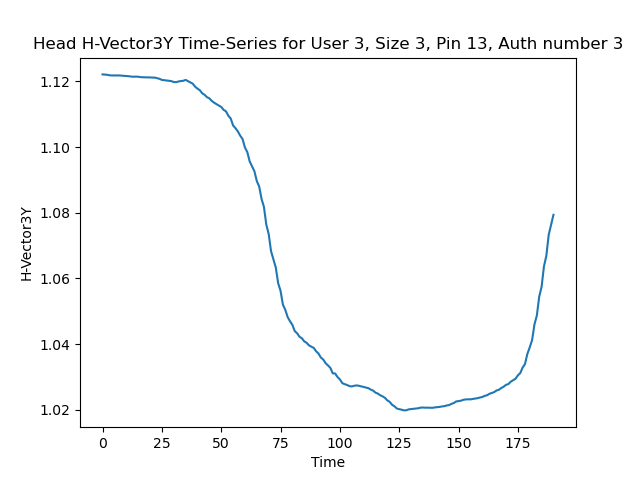 Head H-Vector3Y Time-Series for User 3, Size 3, Pin 13, Auth number 3
1.12
1.10
1.08
1.06
1.04
1.02
H-Vector3Y
0 25 50 75 100 125 150 175
Time